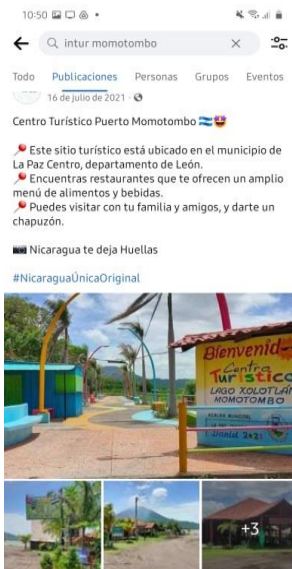 10:50
intur momotombo
Todo Publicaciones Personas Grupos Eventos
16 de julio de 2021
Centro Turístico Puerto Momotombo
Este sitio turístico está ubicado en el municipio de
La Paz Centro, departamento de León.
Encuentras restaurantes que te ofrecen un amplio
menú de alimentos y bebidas.
Puedes visitar con tu familia y amigos, y darte un
chapuzón.
Nicaragua te deja Huellas
#NicaraguaÚnicaOriginal
Bienvenid
Centro
Turístico
LAGO XOLOTLAN
MOMOTOMBO
Daniel 2021
+3